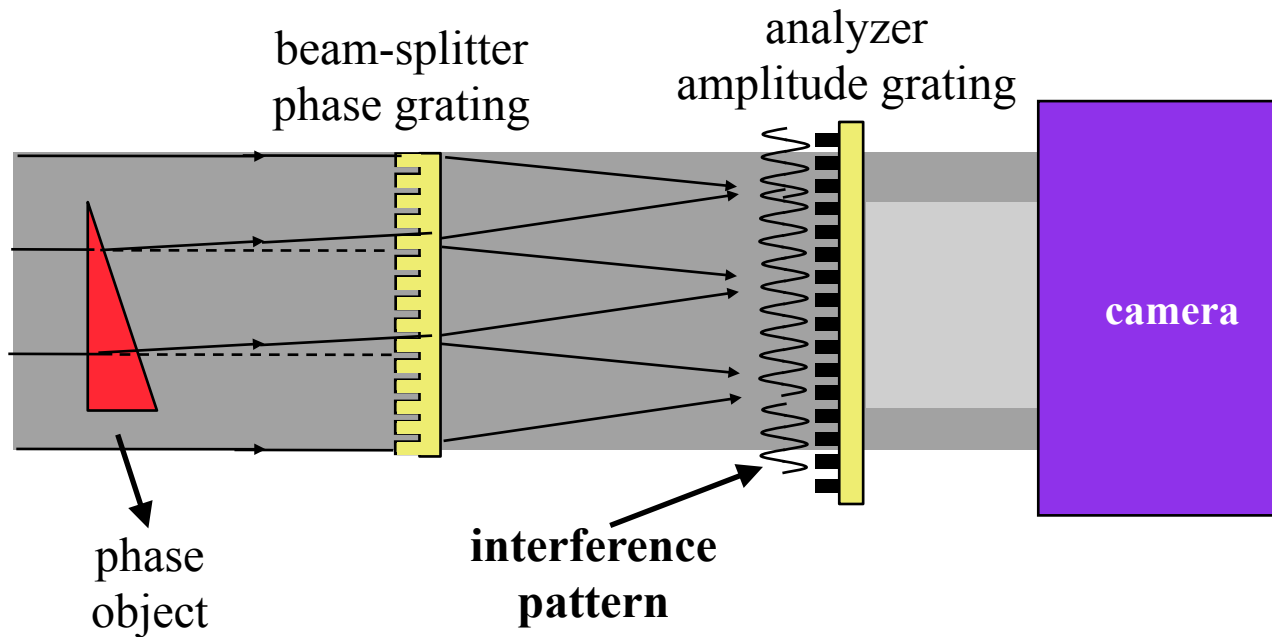 beam-splitter
phase grating
analyzer
amplitude grating
camera
interference
pattern
phase
object